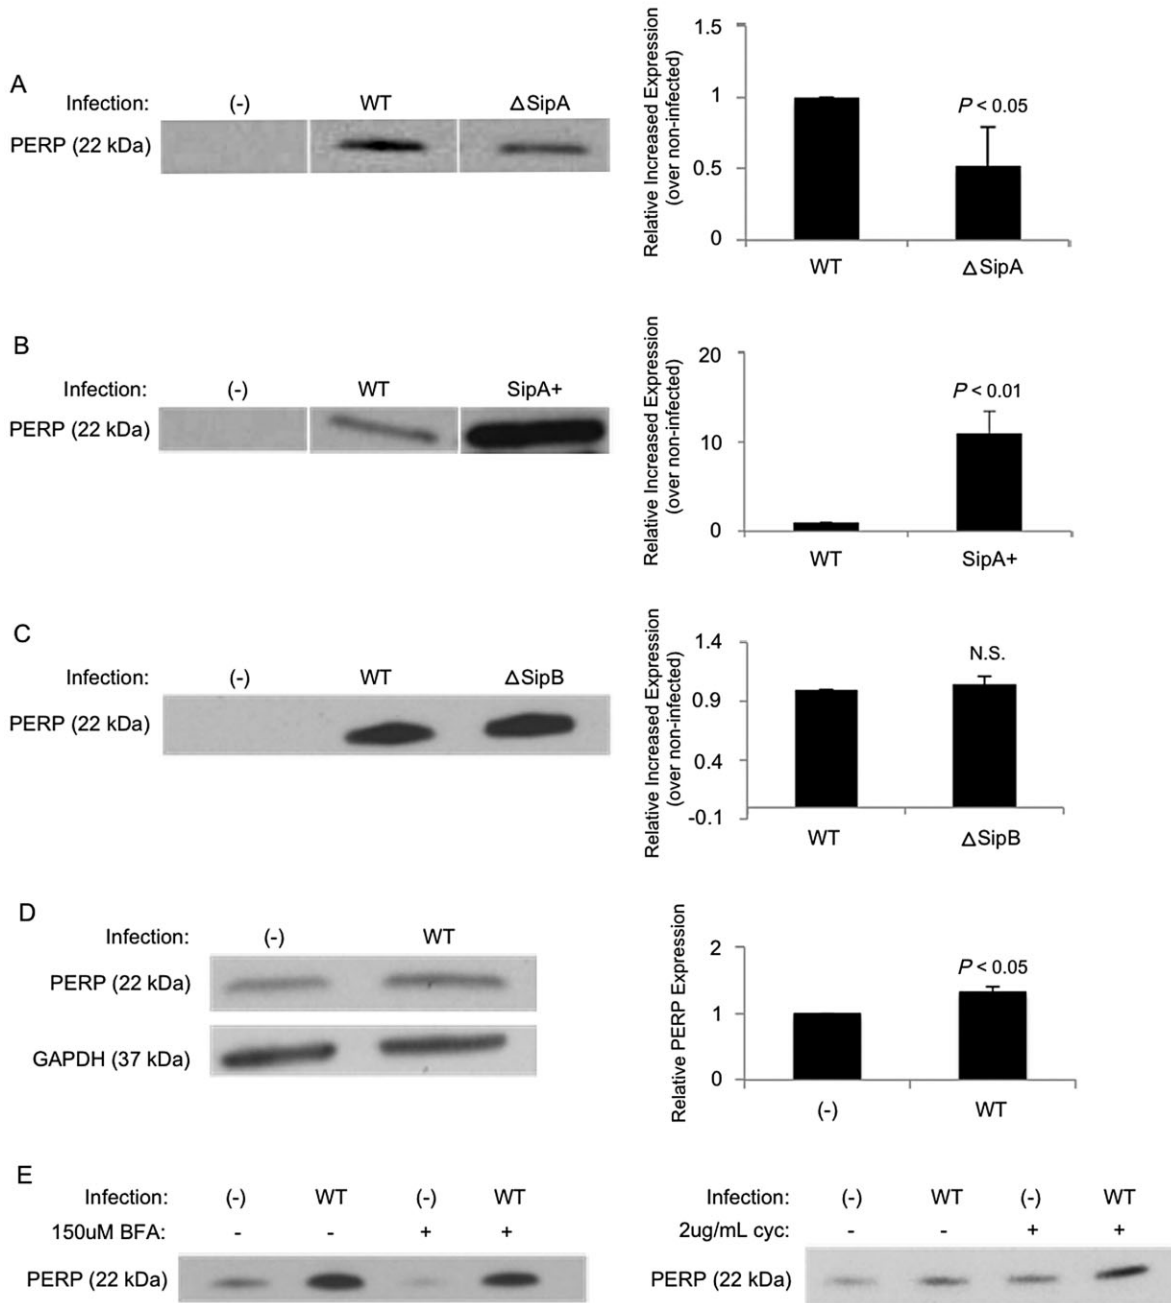 A
Infection: (-) WT △SipA
PERP (22 kDa)
Relative Increased Expression
(over non-infected)
1.5
1
0.5
0
P < 0.05
WT △SipA
B
Infection: (-) WT SipA+
PERP (22 kDa)
Relative Increased Expression
(over non-infected)
20
10
0
P < 0.01
WT SipA+
C
Infection: (-) WT △SipB
PERP (22 kDa)
Relative Increased Expression
(over non-infected)
1.4
0.9
0.4
-0.1
N.S.
WT △SipB
D
Infection: (-) WT
PERP (22 kDa)
GAPDH (37 kDa)
Relative PERP Expression
2
1
0
P < 0.05
(-) WT
E
Infection: (-) WT (-) WT
150uM BFA: - - + +
PERP (22 kDa)
Infection: (-) WT (-) WT
2ug/mL cyc: - - + +
PERP (22 kDa)